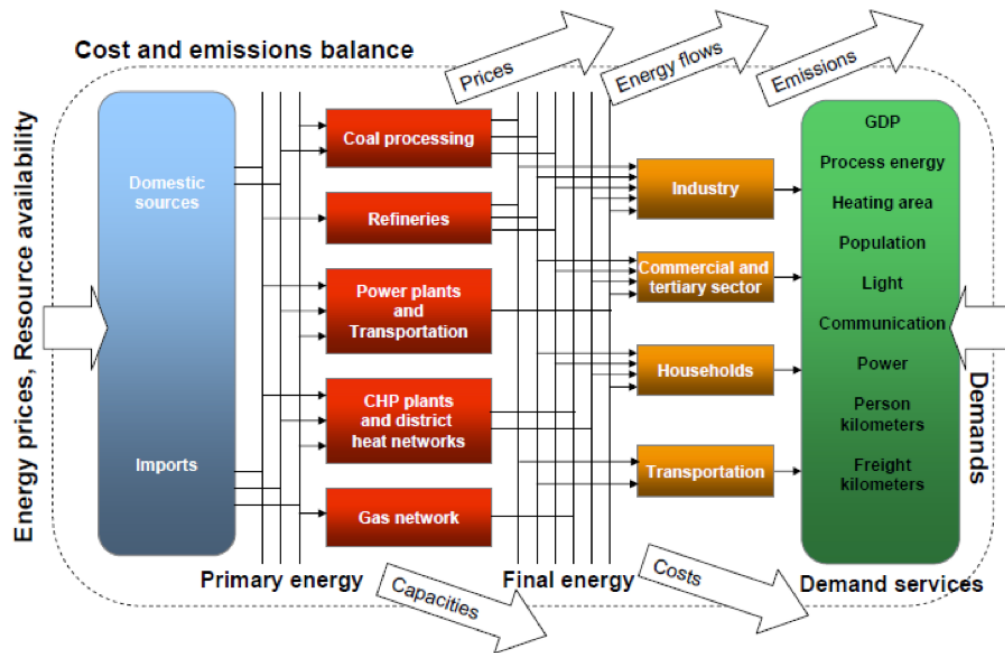 Cost and emissions balance
Prices
Energy flows
Emissions
Energy prices, Resource availability
Domestic
sources
Imports
Primary energy
Coal processing
Refineries
Power plants
and
Transportation
CHP plants
and district
heat networks
Gas network
Capacities
Final energy
Industry
Commercial and
tertiary sector
Households
Transportation
Costs
GDP
Process energy
Heating area
Population
Light
Communication
Power
Person
kilometers
Freight
kilometers
Demand services
Demands